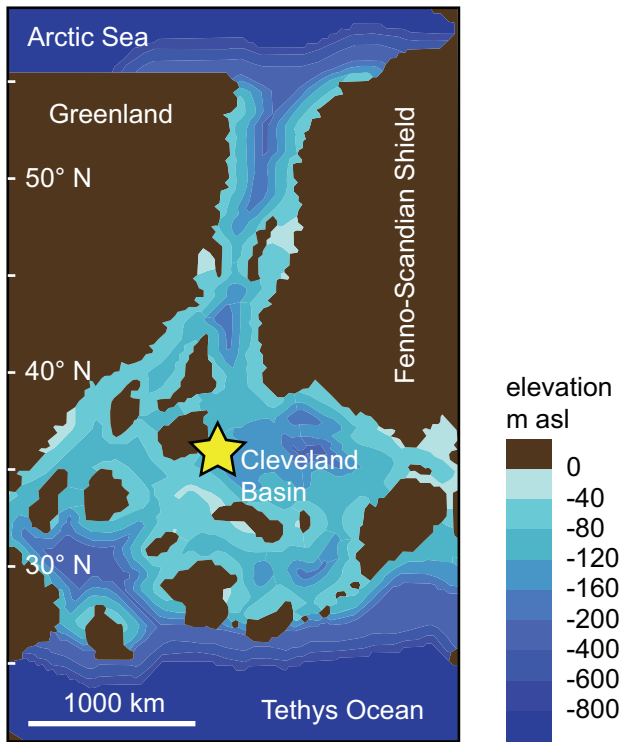 Arctic Sea
Greenland
Fenno-Scandian Shield
50° N
40° N
Cleveland
Basin
30° N
1000 km
Tethys Ocean
elevation
m asl
0
-40
-80
-120
-160
-200
-400
-600
-800